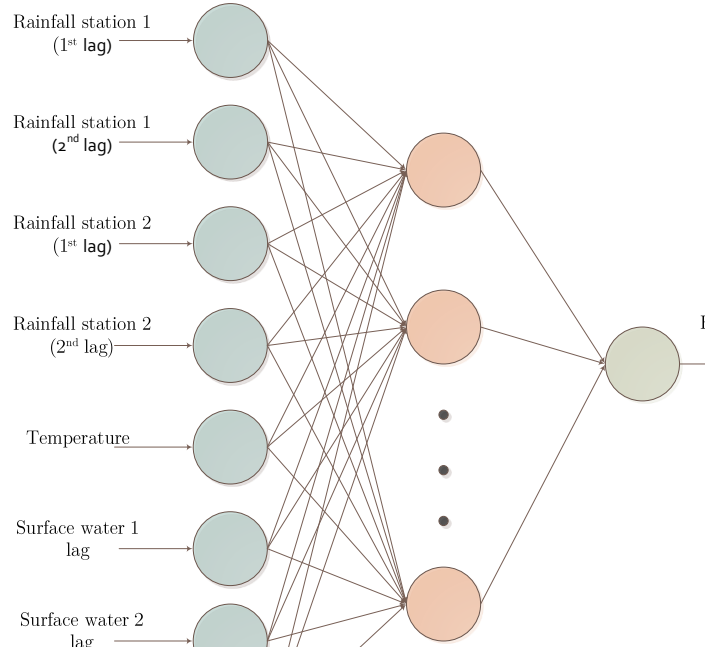 Rainfall station 1
(1st lag)
Rainfall station 1
(2nd lag)
Rainfall station 2
(1st lag)
Rainfall station 2
(2nd lag)
Temperature
Surface water 1
lag
Surface water 2
lag